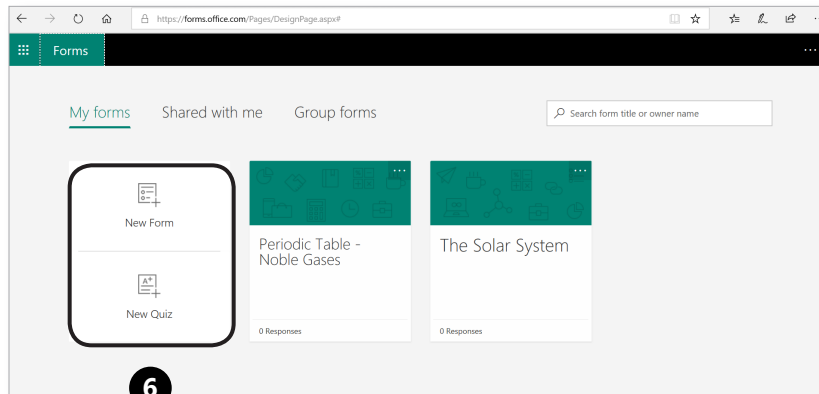 https://forms.office.com/Pages/DesignPage.aspx#
Forms
My forms Shared with me Group forms
Search form title or owner name
New Form
A+
New Quiz
Periodic Table -
Noble Gases
0 Responses
The Solar System
0 Responses
6